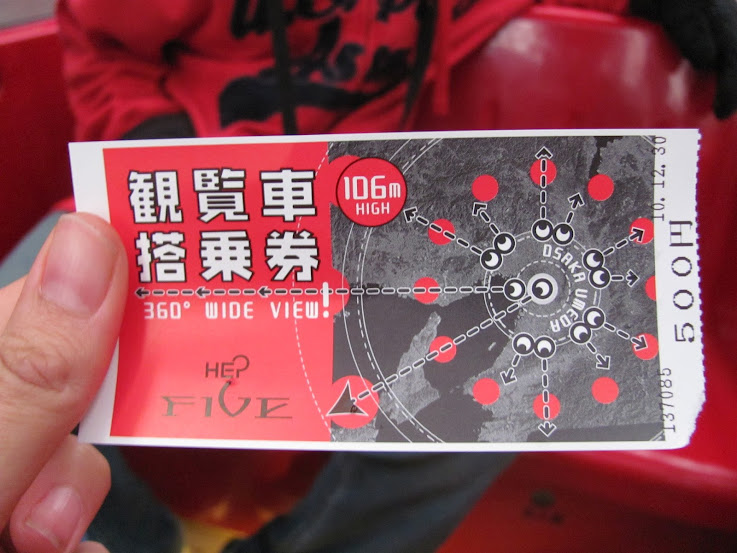 観覧車
搭乗券
106m
HIGH
360° WIDE VIEW!
HEP
FIVE
OSAKA UMEDA
10.12.30
500円
137085